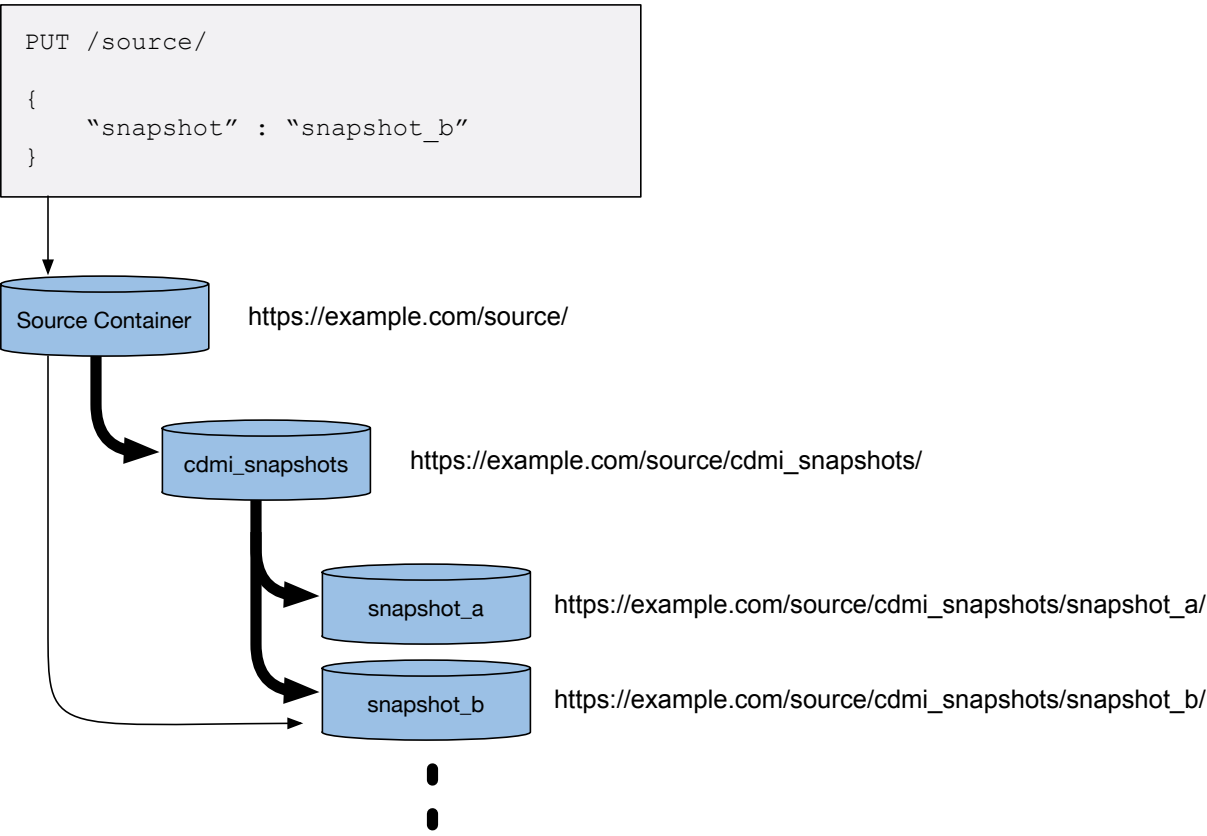 PUT /source/
{
“snapshot” : “snapshot_b”
}
Source Container
https://example.com/source/
cdmi_snapshots
https://example.com/source/cdmi_snapshots/
snapshot_a
https://example.com/source/cdmi_snapshots/snapshot_a/
snapshot_b
https://example.com/source/cdmi_snapshots/snapshot_b/